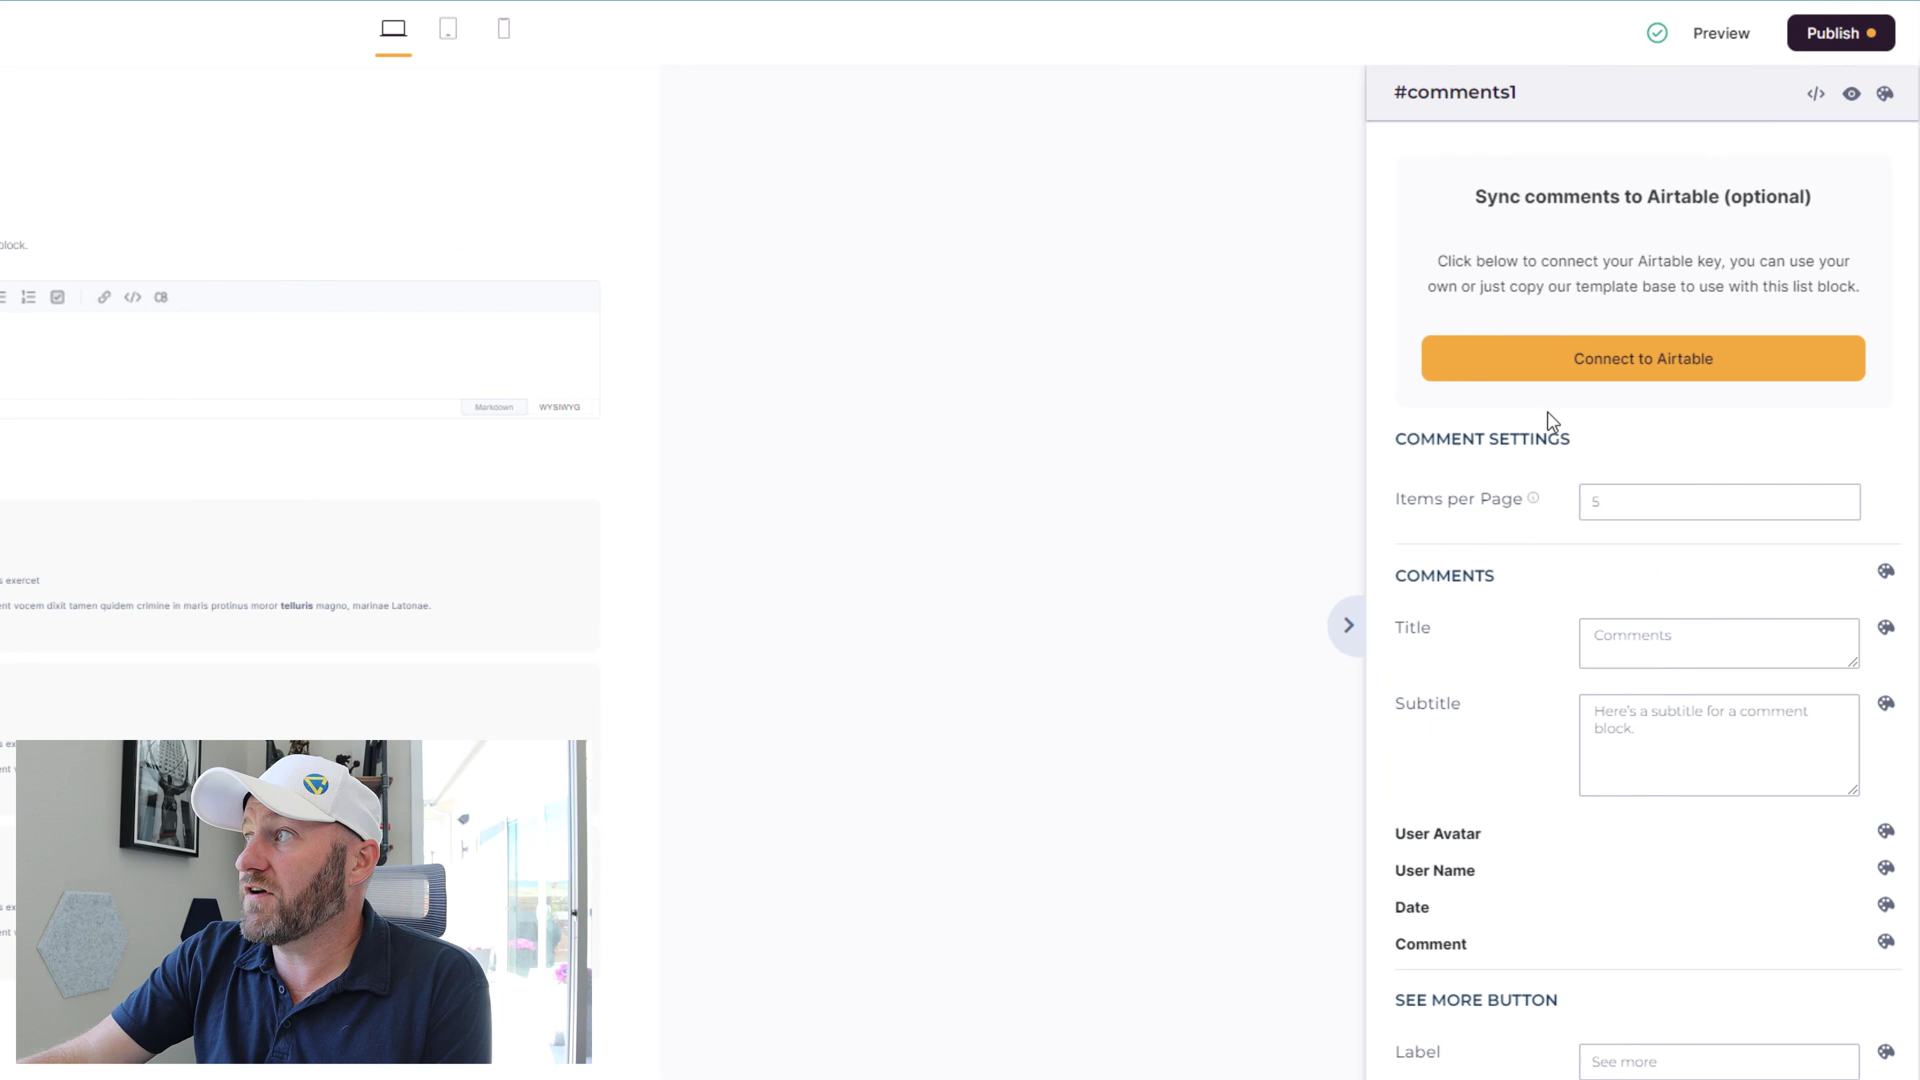 Preview
Publish
#comments1
Sync comments to Airtable (optional)
Click below to connect your Airtable key, you can use your
own or just copy our template base to use with this list block.
Connect to Airtable
COMMENT SETTINGS
Items per Page
5
COMMENTS
Title
Comments
Subtitle
Here's a subtitle for a comment
block.
User Avatar
User Name
Date
Comment
SEE MORE BUTTON
Label
See more
block.
Markdown
WYSIWYG
s exercet
nt vocem dixit tamen quidem crimine in maris protinus moror telluris magno, marinae Latonae.